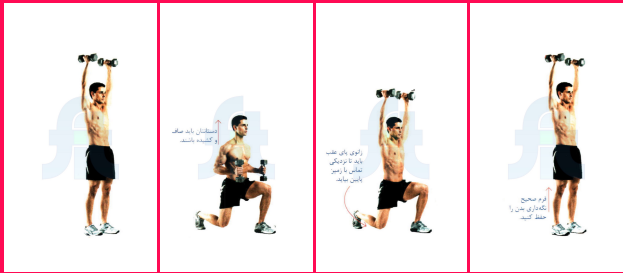 دستانتان باید صاف
و کشیده باشند.
زانوی پای عقب
باید تا نزدیکی
تماس با زمین
پایین بیاید.
فرم صحیح
نگه‌داری بدن را
حفظ کنید.